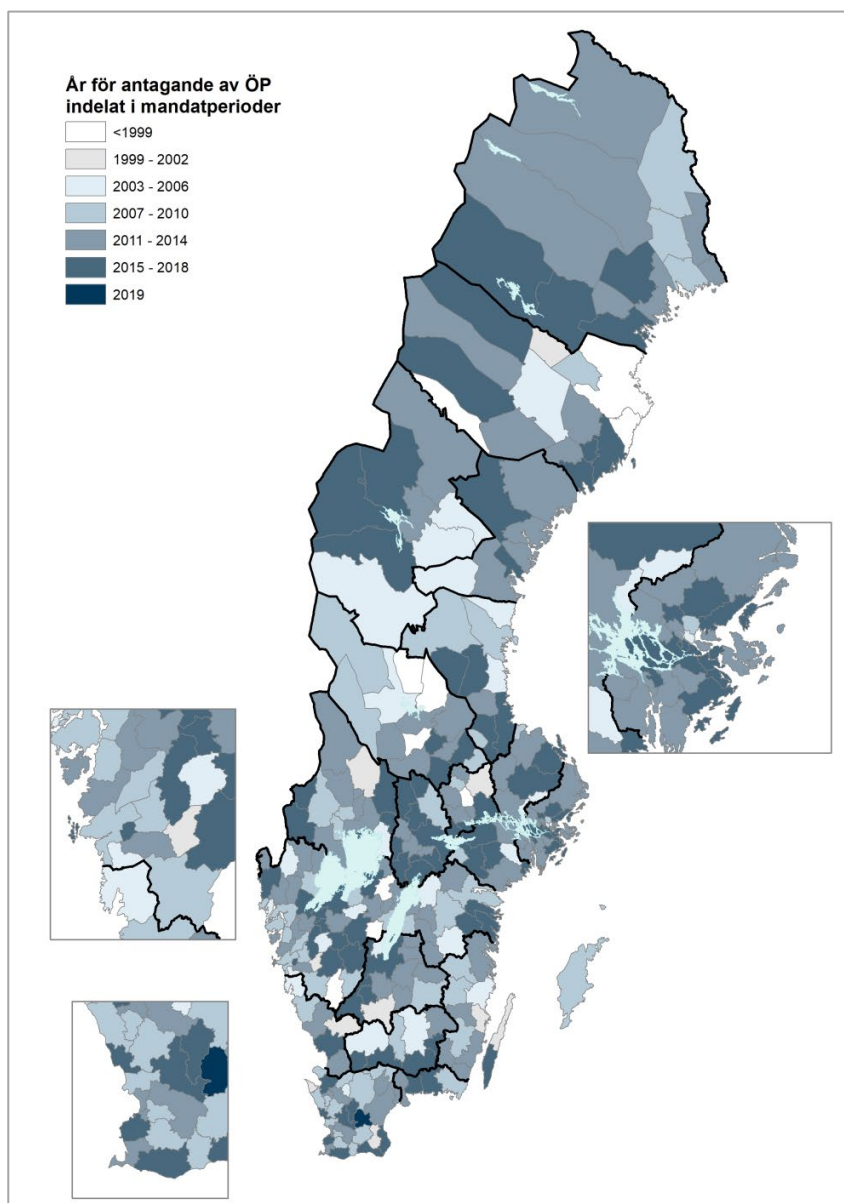 År för antagande av ÖP
indelat i mandatperioder
<1999
1999 - 2002
2003 - 2006
2007 - 2010
2011 - 2014
2015 - 2018
2019